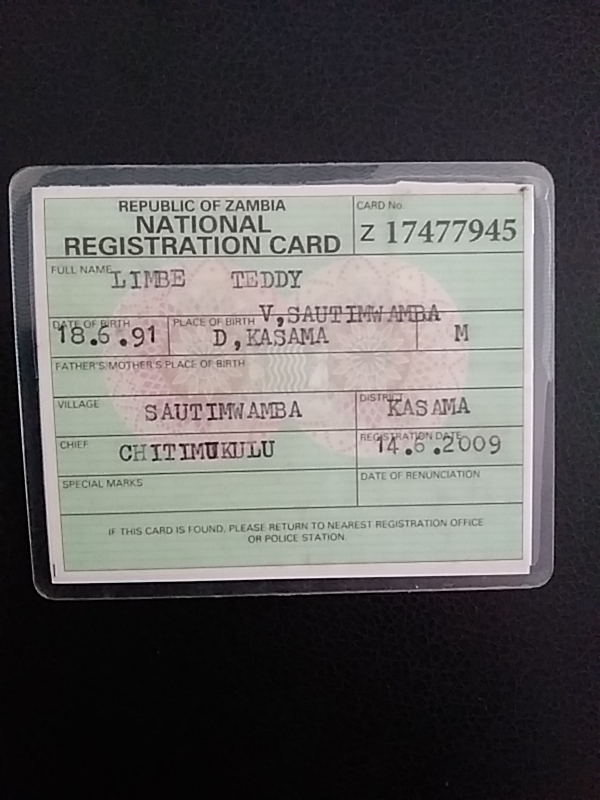 REPUBLIC OF ZAMBIA
NATIONAL
REGISTRATION CARD
CARD No.
Z 17477945
FULL NAME LIMBE TEDDY
DATE OF BIRTH 18.6.91
PLACE OF BIRTH V,SAUTIMWAMBA
D,KASAMA
M
FATHER'S/MOTHER'S PLACE OF BIRTH
VILLAGE SAUTIMWAMBA
DISTRICT KASAMA
CHIEF CHITIMUKULU
REGISTRATION DATE 14.6.2009
SPECIAL MARKS
DATE OF RENUNCIATION
IF THIS CARD IS FOUND, PLEASE RETURN TO NEAREST REGISTRATION OFFICE
OR POLICE STATION.